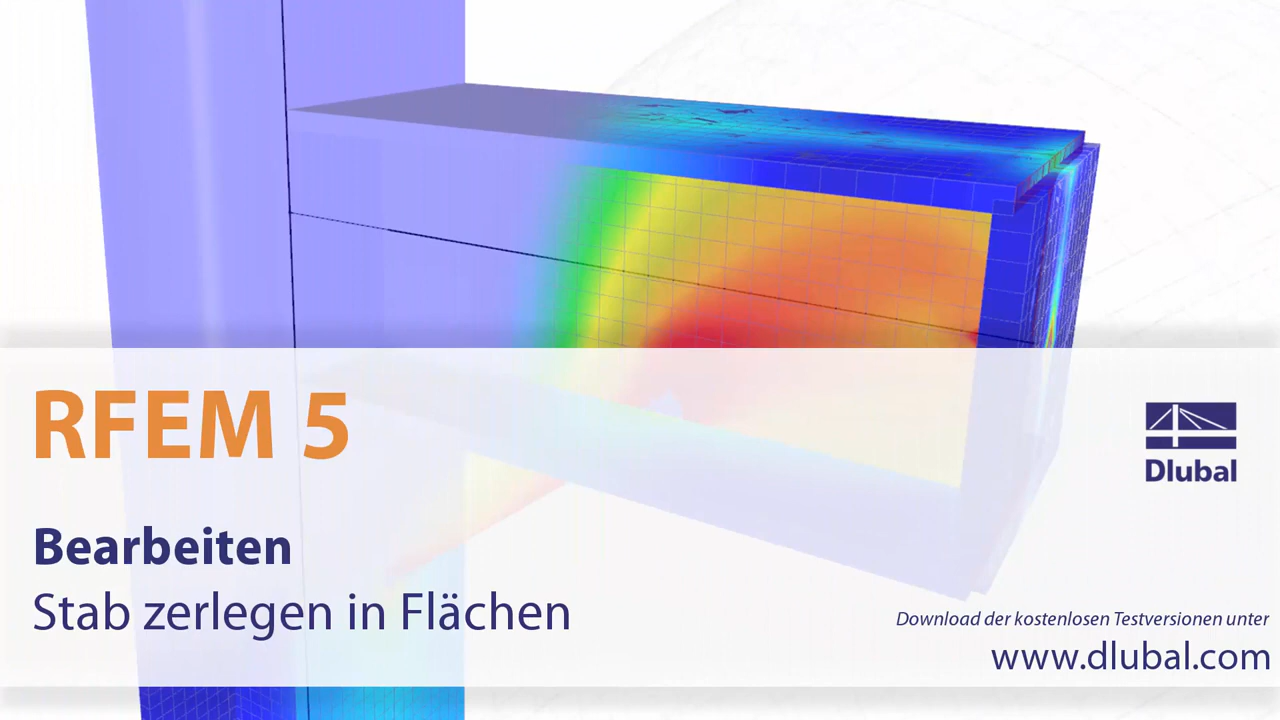 RFEM 5
Dlubal
Bearbeiten
Stab zerlegen in Flächen
Download der kostenlosen Testversionen unter
www.dlubal.com